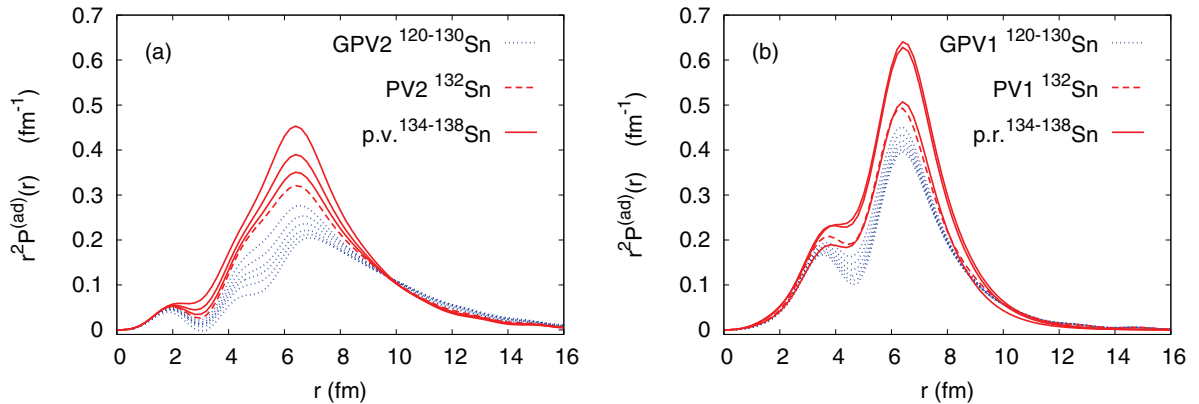 (a)
GPV2 ¹²⁰⁻¹³⁰Sn
PV2 ¹³²Sn
p.v.¹³⁴⁻¹³⁸Sn
r²P⁽ᵃᵈ⁾(r) (fm⁻¹)
0.7
0.6
0.5
0.4
0.3
0.2
0.1
0
0 2 4 6 8 10 12 14 16
r (fm)
(b)
GPV1 ¹²⁰⁻¹³⁰Sn
PV1 ¹³²Sn
p.r.¹³⁴⁻¹³⁸Sn
r²P⁽ᵃᵈ⁾(r) (fm⁻¹)
0.7
0.6
0.5
0.4
0.3
0.2
0.1
0
0 2 4 6 8 10 12 14 16
r (fm)